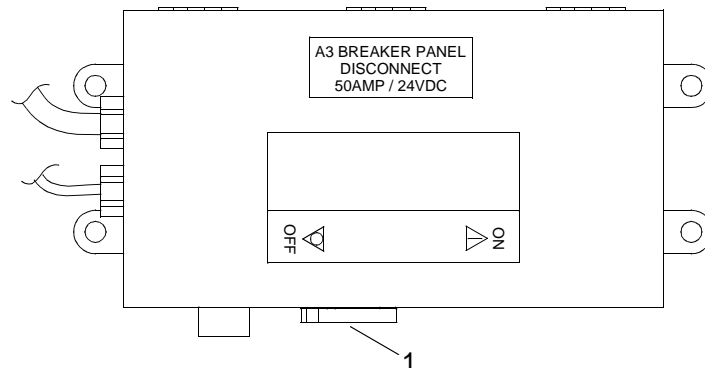 A3 BREAKER PANEL
DISCONNECT
50AMP / 24VDC
OFF
ON
1